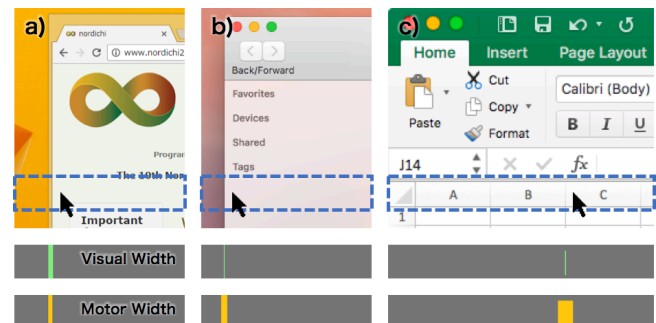 a)
nordichi
www.nordichi2
Progran
The 10th Nor
Important
b)
Back/Forward
Favorites
Devices
Shared
Tags
c)
Home Insert Page Layout
Paste
Cut
Copy
Format
Calibri (Body)
B I U
J14 fx
A B C
1
Visual Width
Motor Width